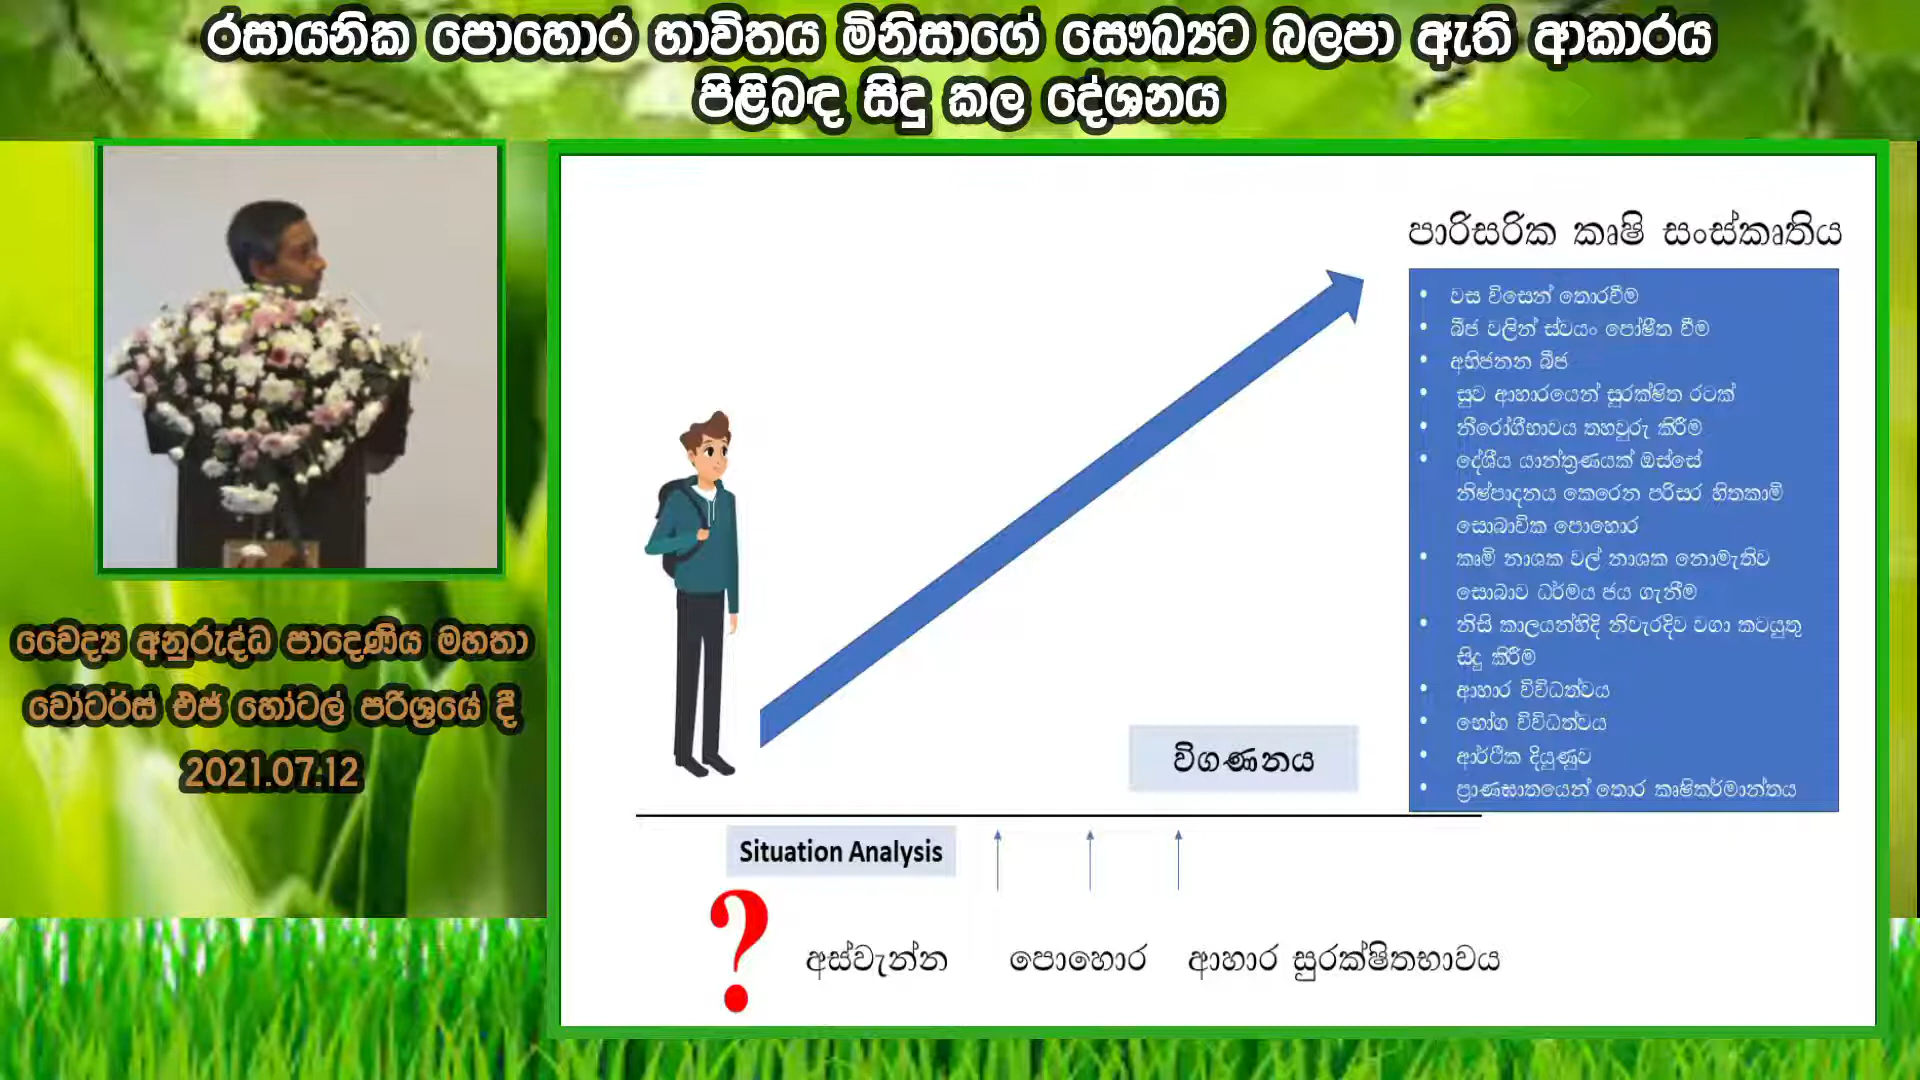 රසායනික පොහොර භාවිතය මිනිසාගේ සෞඛ්‍යට බලපා ඇති ආකාරය
පිළිබඳ සිදු කල දේශනය
වෛද්‍ය අනුරුද්ධ පාදෙණිය මහතා
වෝටර්ස් එජ් හෝටල් පරිශ්‍රයේ දී
2021.07.12
පාරිසරික කෘෂි සංස්කෘතිය
• වස විසෙන් තොරවීම
• බීජ වලින් ස්වයං පෝෂීත වීම
• අභිජනන බීජ
• සුව ආහාරයෙන් සුරක්ෂිත රටක්
• නීරෝගීභාවය තහවුරු කිරීම
• දේශීය යාන්ත්‍රණයක් ඔස්සේ
නිෂ්පාදනය කෙරෙන පරිසර හිතකාමී
සොබාවික පොහොර
• කෘමි නාශක වල් නාශක නොමැතිව
සොබාව ධර්මය ජය ගැනීම
• නිසි කාලයන්හිදි නිවැරදිව වගා කටයුතු
සිදු කිරීම
• ආහාර විවිධත්වය
• භෝග විවිධත්වය
• ආර්ථික දියුණුව
• ප්‍රාණඝාතයෙන් තොර කෘෂිකර්මාන්තය
විගණනය
Situation Analysis
?
අස්වැන්න පොහොර ආහාර සුරක්ෂිතභාවය